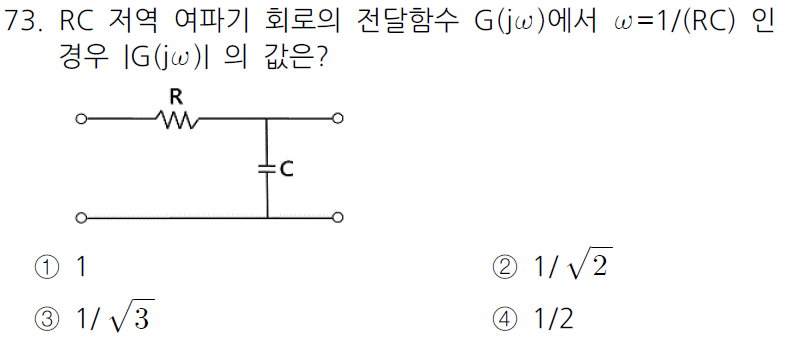 73. RC 저역 여파기 회로의 전달함수 G(jω)에서 ω=1/(RC) 인
경우 |G(jω)| 의 값은?
R
C
① 1
② 1/√2
③ 1/√3
④ 1/2